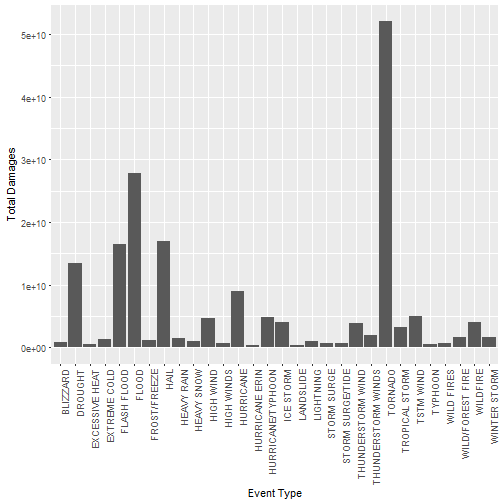 5e+10
4e+10
3e+10
2e+10
1e+10
0e+00
Total Damages
BLIZZARD
DROUGHT
EXCESSIVE HEAT
EXTREME COLD
FLASH FLOOD
FLOOD
FROST/FREEZE
HAIL
HEAVY RAIN
HEAVY SNOW
HIGH WIND
HIGH WINDS
HURRICANE
HURRICANE ERIN
HURRICANE/TYPHOON
ICE STORM
LANDSLIDE
LIGHTNING
STORM SURGE
STORM SURGE/TIDE
THUNDERSTORM WIND
THUNDERSTORM WINDS
TORNADO
TROPICAL STORM
TSTM WIND
TYPHOON
WILD FIRES
WILD/FOREST FIRE
WILDFIRE
WINTER STORM
Event Type